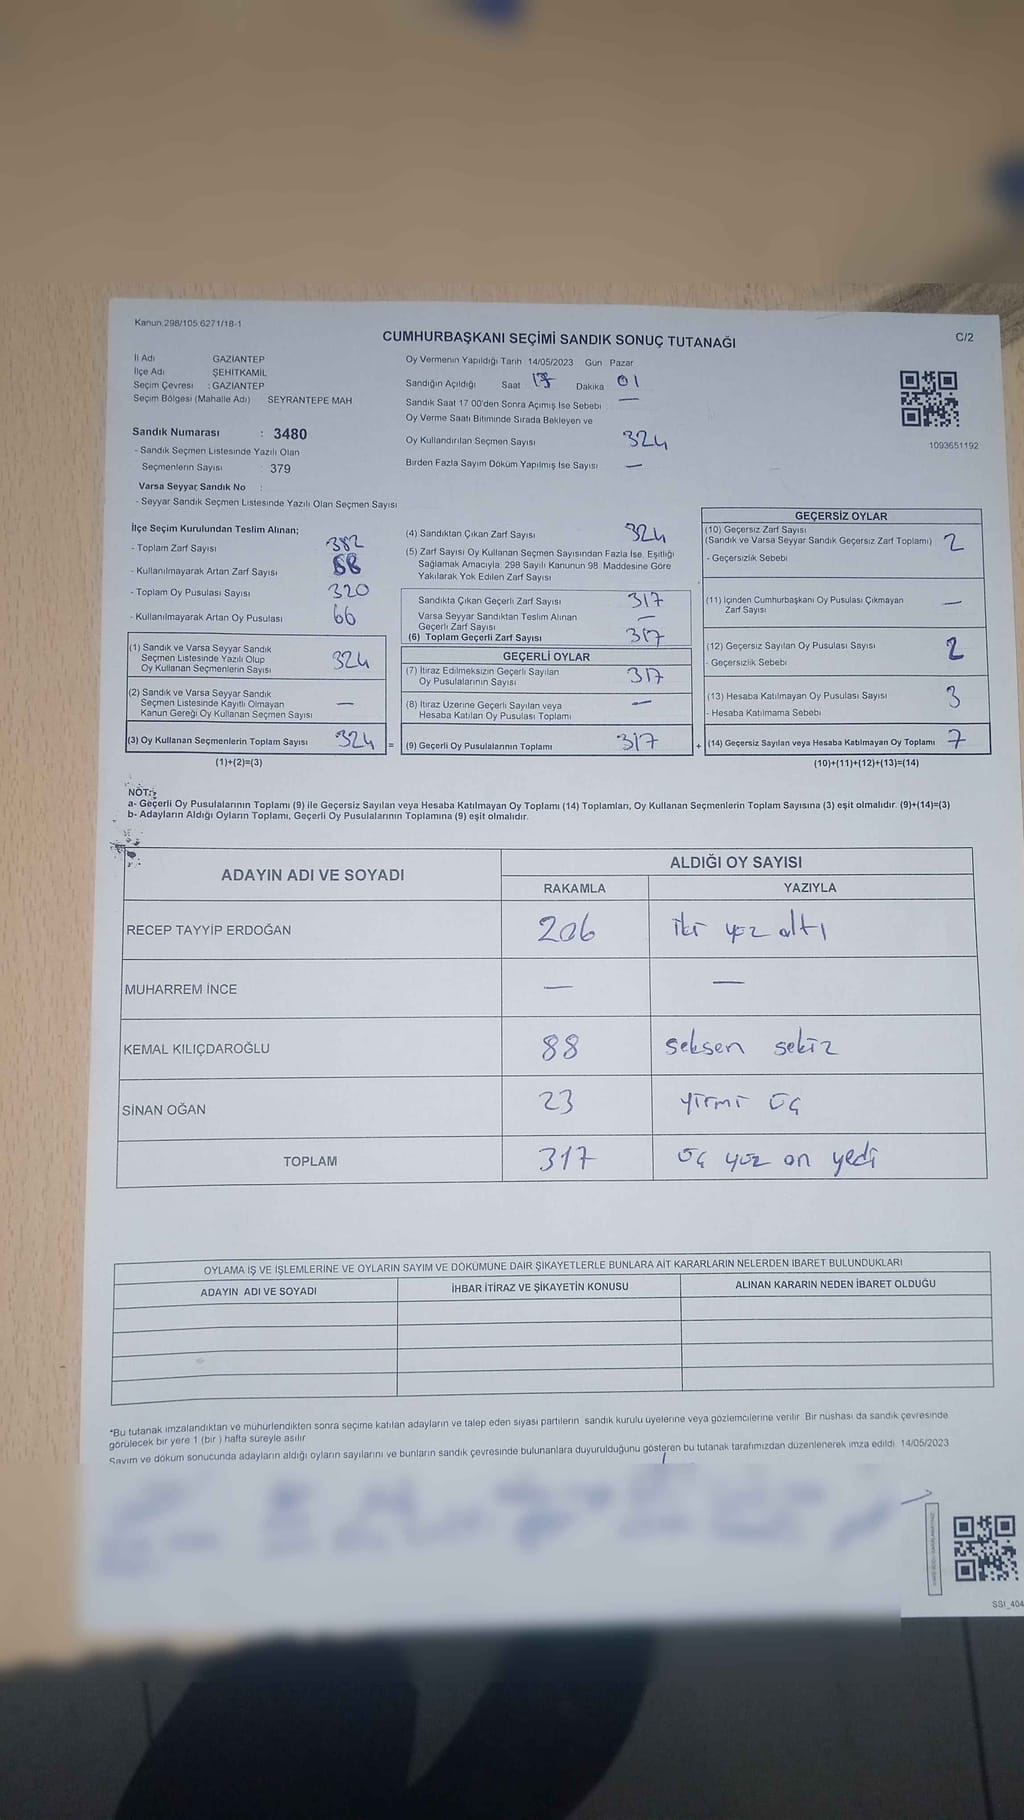 Kanun 298/105 6271/18-1
CUMHURBAŞKANI SEÇİMİ SANDIK SONUÇ TUTANAĞI
C/2
İl Adı GAZİANTEP
İlçe Adı ŞEHİTKAMİL
Seçim Çevresi : GAZİANTEP
Seçim Bölgesi (Mahalle Adı) SEYRANTEPE MAH
Oy Vermenin Yapıldığı Tarih 14/05/2023 Gün Pazar
Sandığın Açıldığı Saat 17 Dakika 01
Sandık Saat 17 00'den Sonra Açımış İse Sebebi —
Oy Verme Saati Bitiminde Sırada Bekleyen ve
Oy Kullandırılan Seçmen Sayısı 324
Birden Fazla Sayım Döküm Yapılmış İse Sayısı —
1093651192
Sandık Numarası : 3480
- Sandık Seçmen Listesinde Yazılı Olan
Seçmenlerin Sayısı : 379
Varsa Seyyar Sandık No :
- Seyyar Sandık Seçmen Listesinde Yazılı Olan Seçmen Sayısı
İlçe Seçim Kurulundan Teslim Alınan;
- Toplam Zarf Sayısı 382
- Kullanılmayarak Artan Zarf Sayısı
- Toplam Oy Pusulası Sayısı 320
- Kullanılmayarak Artan Oy Pusulası 66
(1) Sandık ve Varsa Seyyar Sandık
Seçmen Listesinde Yazılı Olup
Oy Kullanan Seçmenlerin Sayısı 324
(2) Sandık ve Varsa Seyyar Sandık
Seçmen Listesinde Kayıtlı Olmayan
Kanun Gereği Oy Kullanan Seçmen Sayısı —
(3) Oy Kullanan Seçmenlerin Toplam Sayısı 324 =
(1)+(2)=(3)
(4) Sandıktan Çıkan Zarf Sayısı 324
(5) Zarf Sayısı Oy Kullanan Seçmen Sayısından Fazla İse, Eşitliği
Sağlamak Amacıyla, 298 Sayılı Kanunun 98. Maddesine Göre
Yakılarak Yok Edilen Zarf Sayısı
Sandıkta Çıkan Geçerli Zarf Sayısı 317
Varsa Seyyar Sandıktan Teslim Alınan
Geçerli Zarf Sayısı —
(6) Toplam Geçerli Zarf Sayısı 317
GEÇERLİ OYLAR
(7) İtiraz Edilmeksizin Geçerli Sayılan
Oy Pusulalarının Sayısı 317
(8) İtiraz Üzerine Geçerli Sayılan veya
Hesaba Katılan Oy Pusulası Toplamı —
(9) Geçerli Oy Pusulalarının Toplamı 317 +
GEÇERSİZ OYLAR
(10) Geçersiz Zarf Sayısı
(Sandık ve Varsa Seyyar Sandık Geçersiz Zarf Toplamı) 2
- Geçersizlik Sebebi
(11) İçinden Cumhurbaşkanı Oy Pusulası Çıkmayan
Zarf Sayısı —
(12) Geçersiz Sayılan Oy Pusulası Sayısı 2
- Geçersizlik Sebebi
(13) Hesaba Katılmayan Oy Pusulası Sayısı 3
- Hesaba Katılmama Sebebi
(14) Geçersiz Sayılan veya Hesaba Katılmayan Oy Toplamı 7
(10)+(11)+(12)+(13)=(14)
NOT:
a- Geçerli Oy Pusulalarının Toplamı (9) ile Geçersiz Sayılan veya Hesaba Katılmayan Oy Toplamı (14) Toplamları, Oy Kullanan Seçmenlerin Toplam Sayısına (3) eşit olmalıdır. (9)+(14)=(3)
b- Adayların Aldığı Oyların Toplamı, Geçerli Oy Pusulalarının Toplamına (9) eşit olmalıdır.
ADAYIN ADI VE SOYADI ALDIĞI OY SAYISI
RAKAMLA YAZIYLA
RECEP TAYYİP ERDOĞAN 206 iki yüz altı
MUHARREM İNCE — —
KEMAL KILIÇDAROĞLU 88 seksen sekiz
SİNAN OĞAN 23 yirmi üç
TOPLAM 317 üç yüz on yedi
OYLAMA İŞ VE İŞLEMLERİNE VE OYLARIN SAYIM VE DÖKÜMÜNE DAİR ŞİKAYETLERLE BUNLARA AİT KARARLARIN NELERDEN İBARET BULUNDUKLARI
ADAYIN ADI VE SOYADI İHBAR İTİRAZ VE ŞİKAYETİN KONUSU ALINAN KARARIN NEDEN İBARET OLDUĞU
*Bu tutanak imzalandıktan ve mühürlendikten sonra seçime katılan adayların ve talep eden siyasi partilerin sandık kurulu üyelerine veya gözlemcilerine verilir. Bir nüshası da sandık çevresinde
görülecek bir yere 1 (bir ) hafta süreyle asılır
Sayım ve döküm sonucunda adayların aldığı oyların sayılarını ve bunların sandık çevresinde bulunanlara duyurulduğunu gösteren bu tutanak tarafımızdan düzenlenerek imza edildi. 14/05/2023
SSI_404